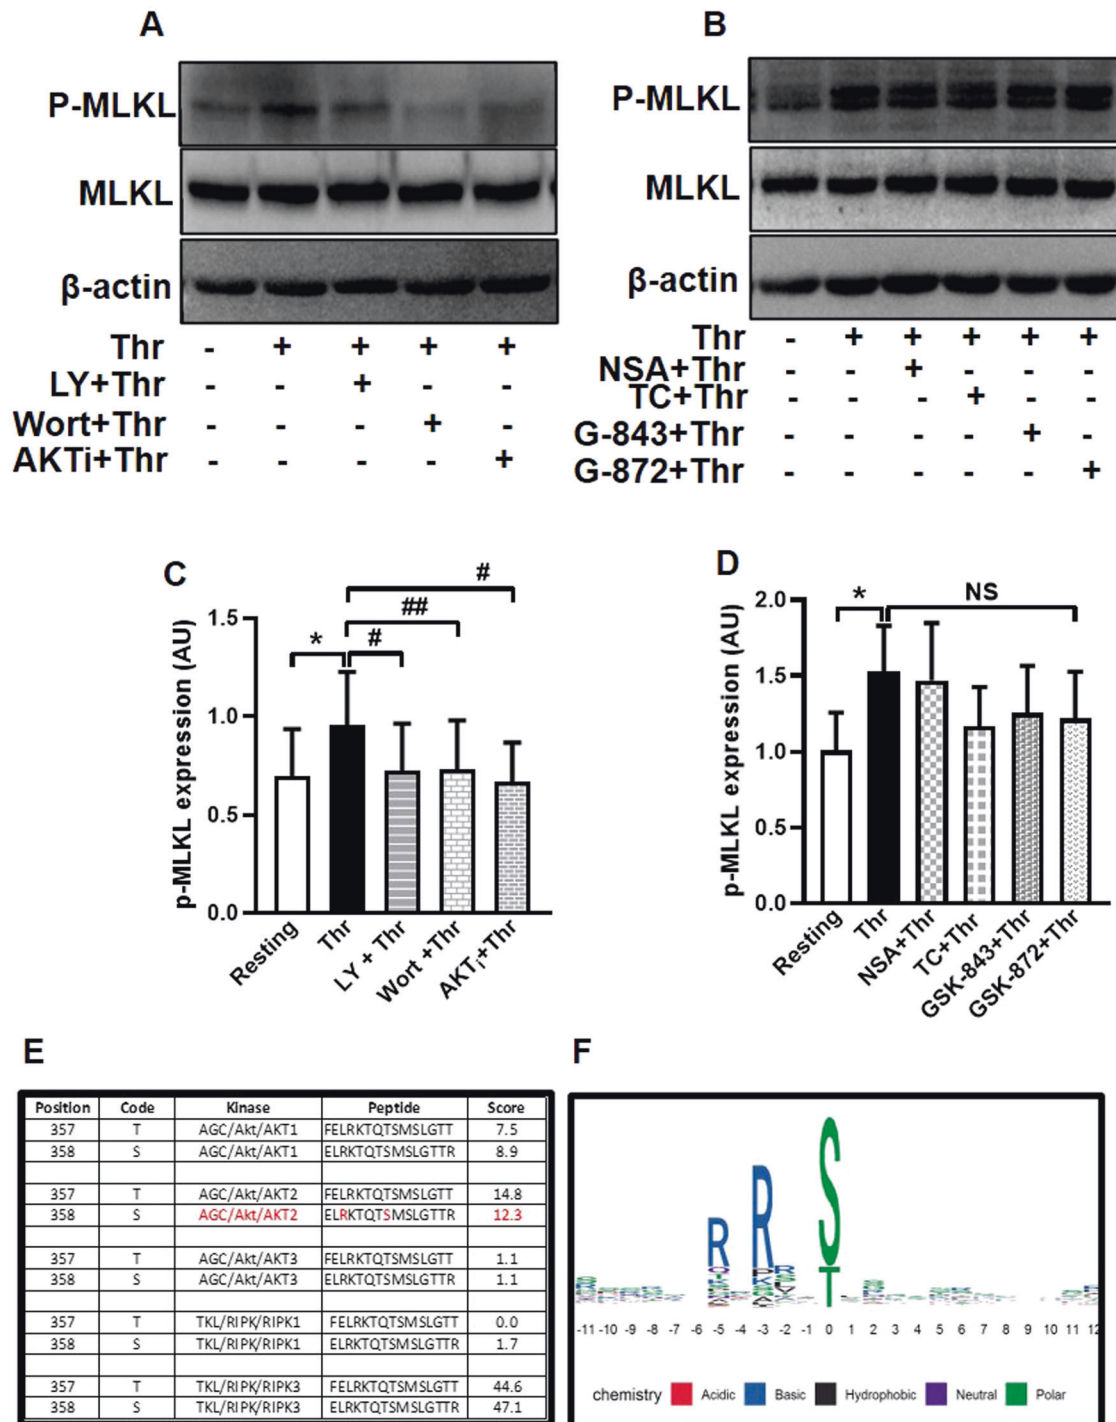 A
P-MLKL
MLKL
β-actin
Thr - + + + +
LY+Thr - - + - -
Wort+Thr - - - + -
AKTi+Thr - - - - +
B
P-MLKL
MLKL
β-actin
Thr - + + + + +
NSA+Thr - - + - - -
TC+Thr - - - + - -
G-843+Thr - - - - + -
G-872+Thr - - - - - +
C
p-MLKL expression (AU)
1.5
1.0
0.5
0.0
*
#
##
#
Resting
Thr
LY + Thr
Wort +Thr
AKTi+Thr
D
p-MLKL expression (AU)
2.0
1.5
1.0
0.5
0.0
*
NS
Resting
Thr
NSA+Thr
TC+Thr
GSK-843+Thr
GSK-872+Thr
E
Position Code Kinase Peptide Score
357 T AGC/Akt/AKT1 FELRKTQTSMSLGTT 7.5
358 S AGC/Akt/AKT1 ELRKTQTSMSLGTTR 8.9
357 T AGC/Akt/AKT2 FELRKTQTSMSLGTT 14.8
358 S AGC/Akt/AKT2 ELRKTQTSMSLGTTR 12.3
357 T AGC/Akt/AKT3 FELRKTQTSMSLGTT 1.1
358 S AGC/Akt/AKT3 ELRKTQTSMSLGTTR 1.1
357 T TKL/RIPK/RIPK1 FELRKTQTSMSLGTT 0.0
358 S TKL/RIPK/RIPK1 ELRKTQTSMSLGTTR 1.7
357 T TKL/RIPK/RIPK3 FELRKTQTSMSLGTT 44.6
358 S TKL/RIPK/RIPK3 ELRKTQTSMSLGTTR 47.1
F
R R S
T
-11 -10 -9 -8 -7 -6 -5 -4 -3 -2 -1 0 1 2 3 4 5 6 7 8 9 10 11 12
chemistry Acidic Basic Hydrophobic Neutral Polar